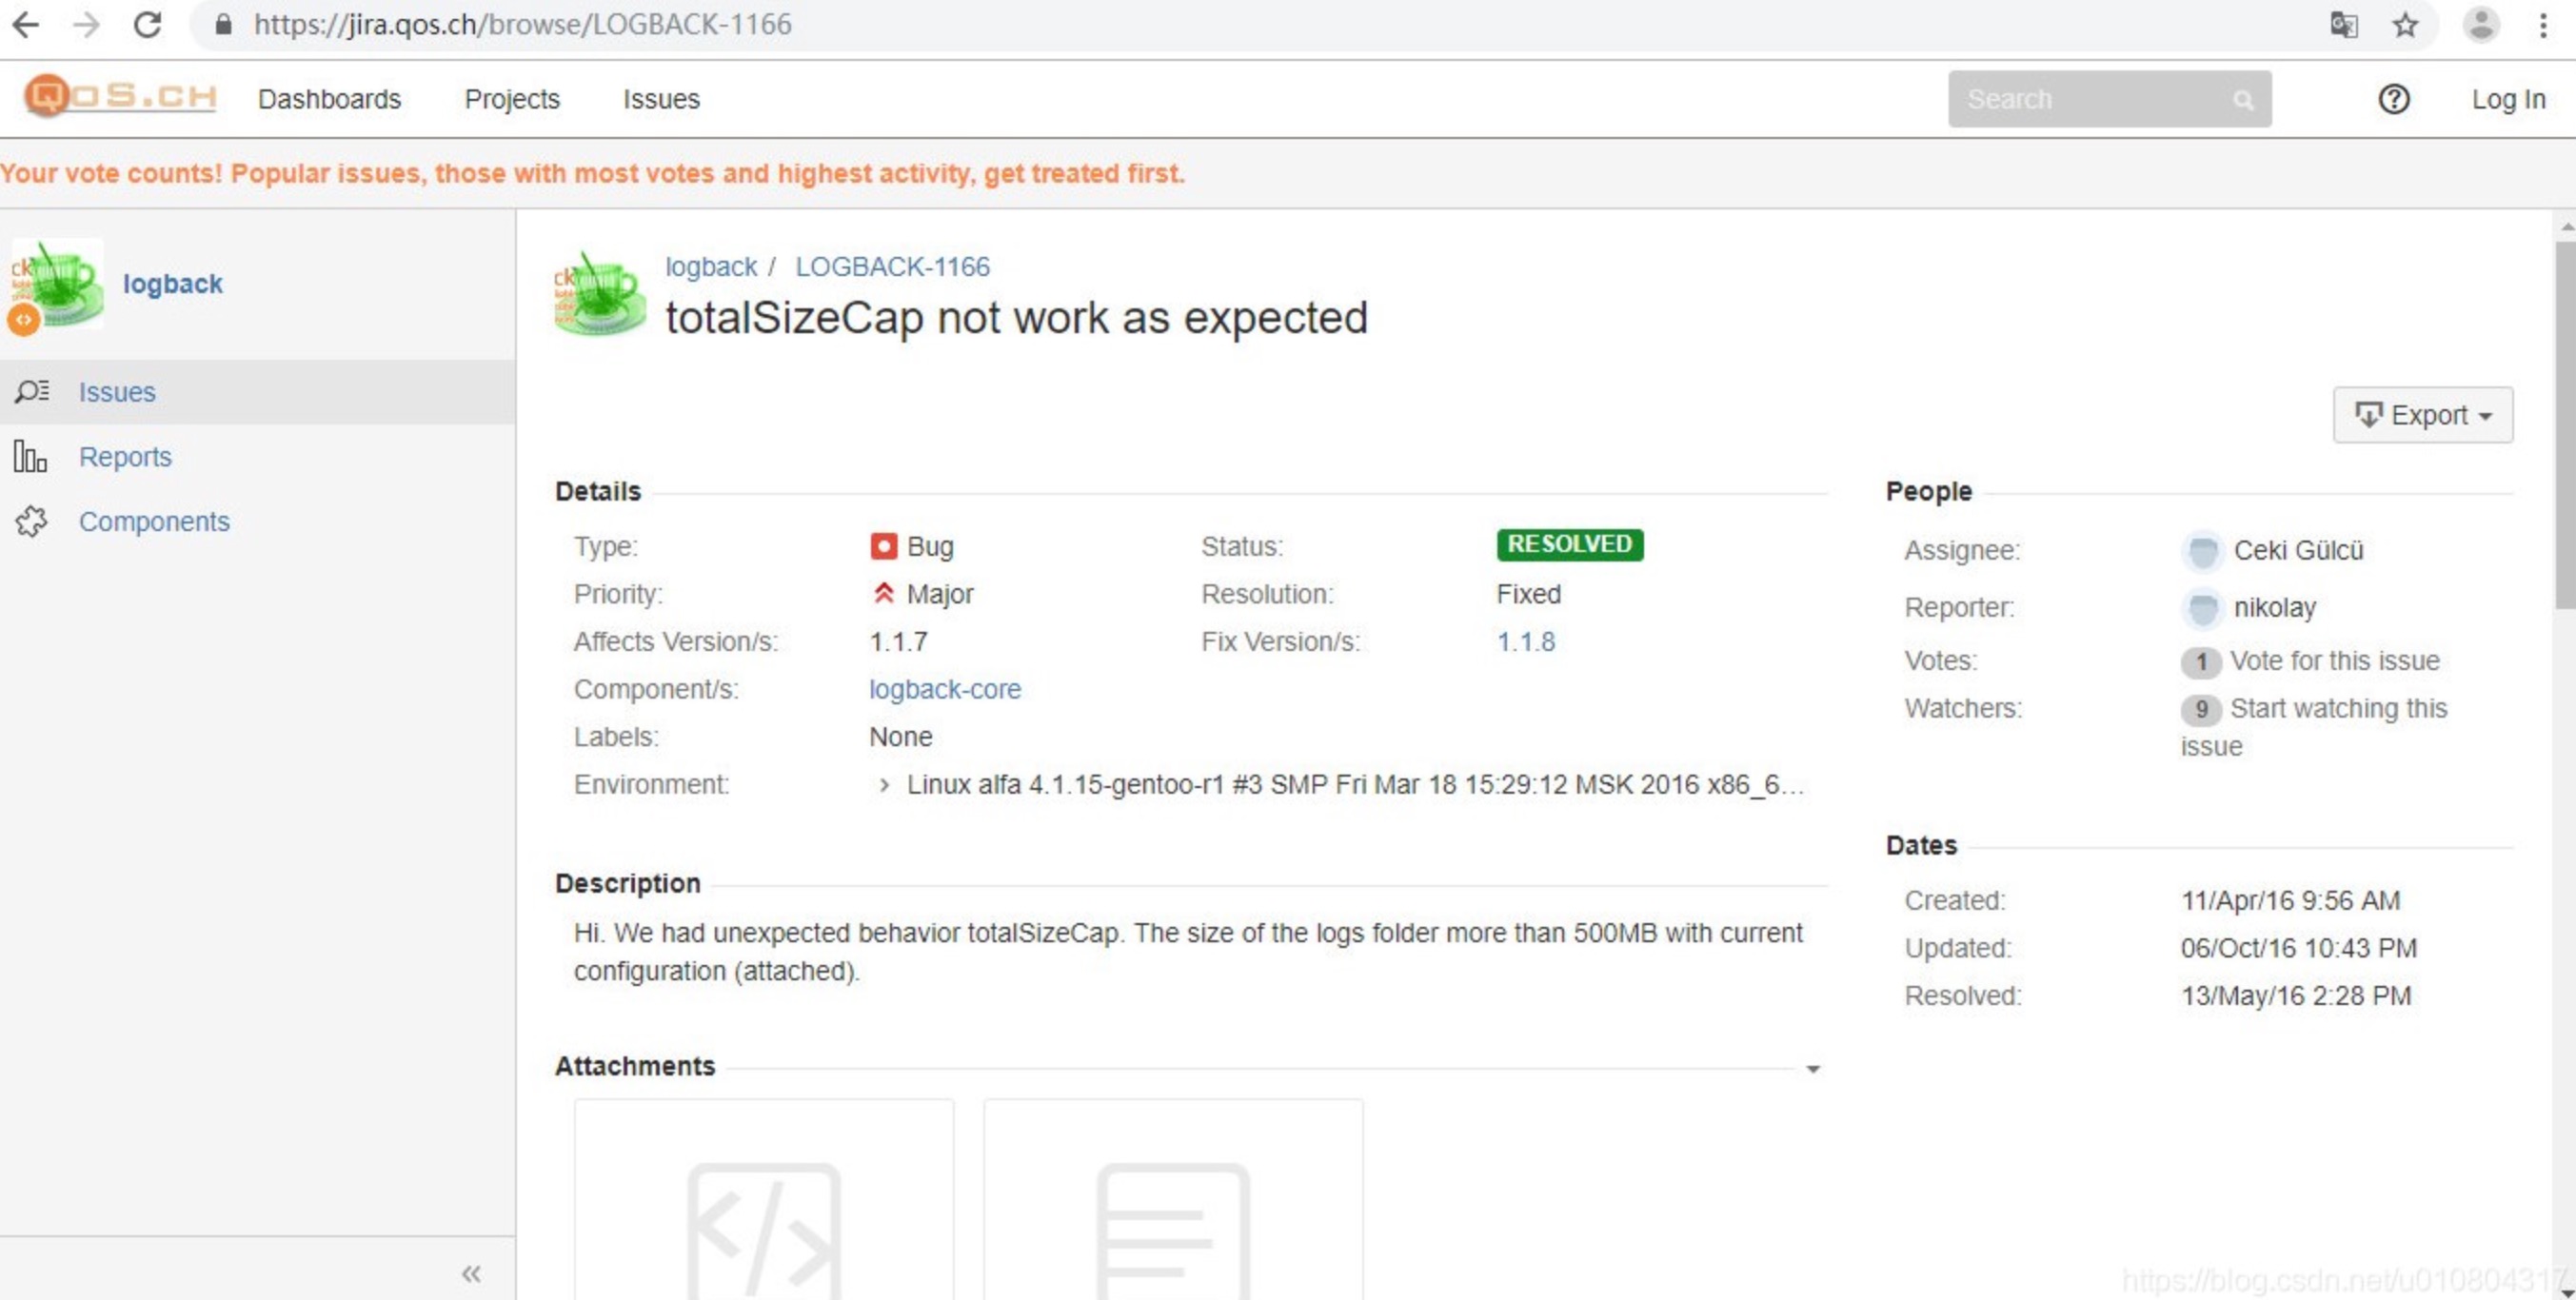 https://jira.qos.ch/browse/LOGBACK-1166
QOS.CH Dashboards Projects Issues Search Log In
Your vote counts! Popular issues, those with most votes and highest activity, get treated first.
logback
Issues
Reports
Components
logback / LOGBACK-1166
totalSizeCap not work as expected
Export
Details
Type: Bug Status: RESOLVED
Priority: Major Resolution: Fixed
Affects Version/s: 1.1.7 Fix Version/s: 1.1.8
Component/s: logback-core
Labels: None
Environment: Linux alfa 4.1.15-gentoo-r1 #3 SMP Fri Mar 18 15:29:12 MSK 2016 x86_6...
Description
Hi. We had unexpected behavior totalSizeCap. The size of the logs folder more than 500MB with current
configuration (attached).
Attachments
People
Assignee: Ceki Gülcü
Reporter: nikolay
Votes: 1 Vote for this issue
Watchers: 9 Start watching this
issue
Dates
Created: 11/Apr/16 9:56 AM
Updated: 06/Oct/16 10:43 PM
Resolved: 13/May/16 2:28 PM
https://blog.csdn.net/u010804317